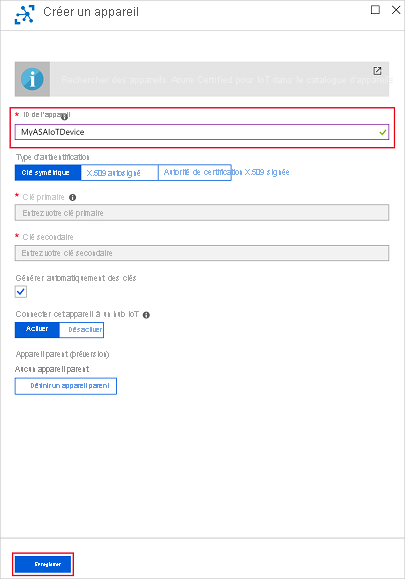 Créer un appareil
Rechercher des appareils Azure Certified pour IoT dans le catalogue d'appareils
* ID de l'appareil
MyASAIoTDevice
Type d'authentification
Clé symétrique X.509 autosigné Autorité de certification X.509 signée
* Clé primaire
Entrez votre clé primaire
* Clé secondaire
Entrez votre clé secondaire
Générer automatiquement des clés
Connecter cet appareil à un hub IoT
Activer Désactiver
Appareil parent (préversion)
Aucun appareil parent
Définir un appareil parent
Enregistrer